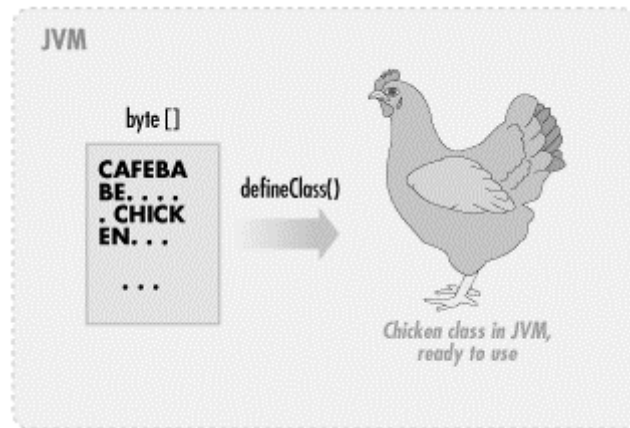 JVM
byte []
CAFEBA
BE. . . .
. CHICK
EN. . .
. . .
defineClass()
Chicken class in JVM,
ready to use